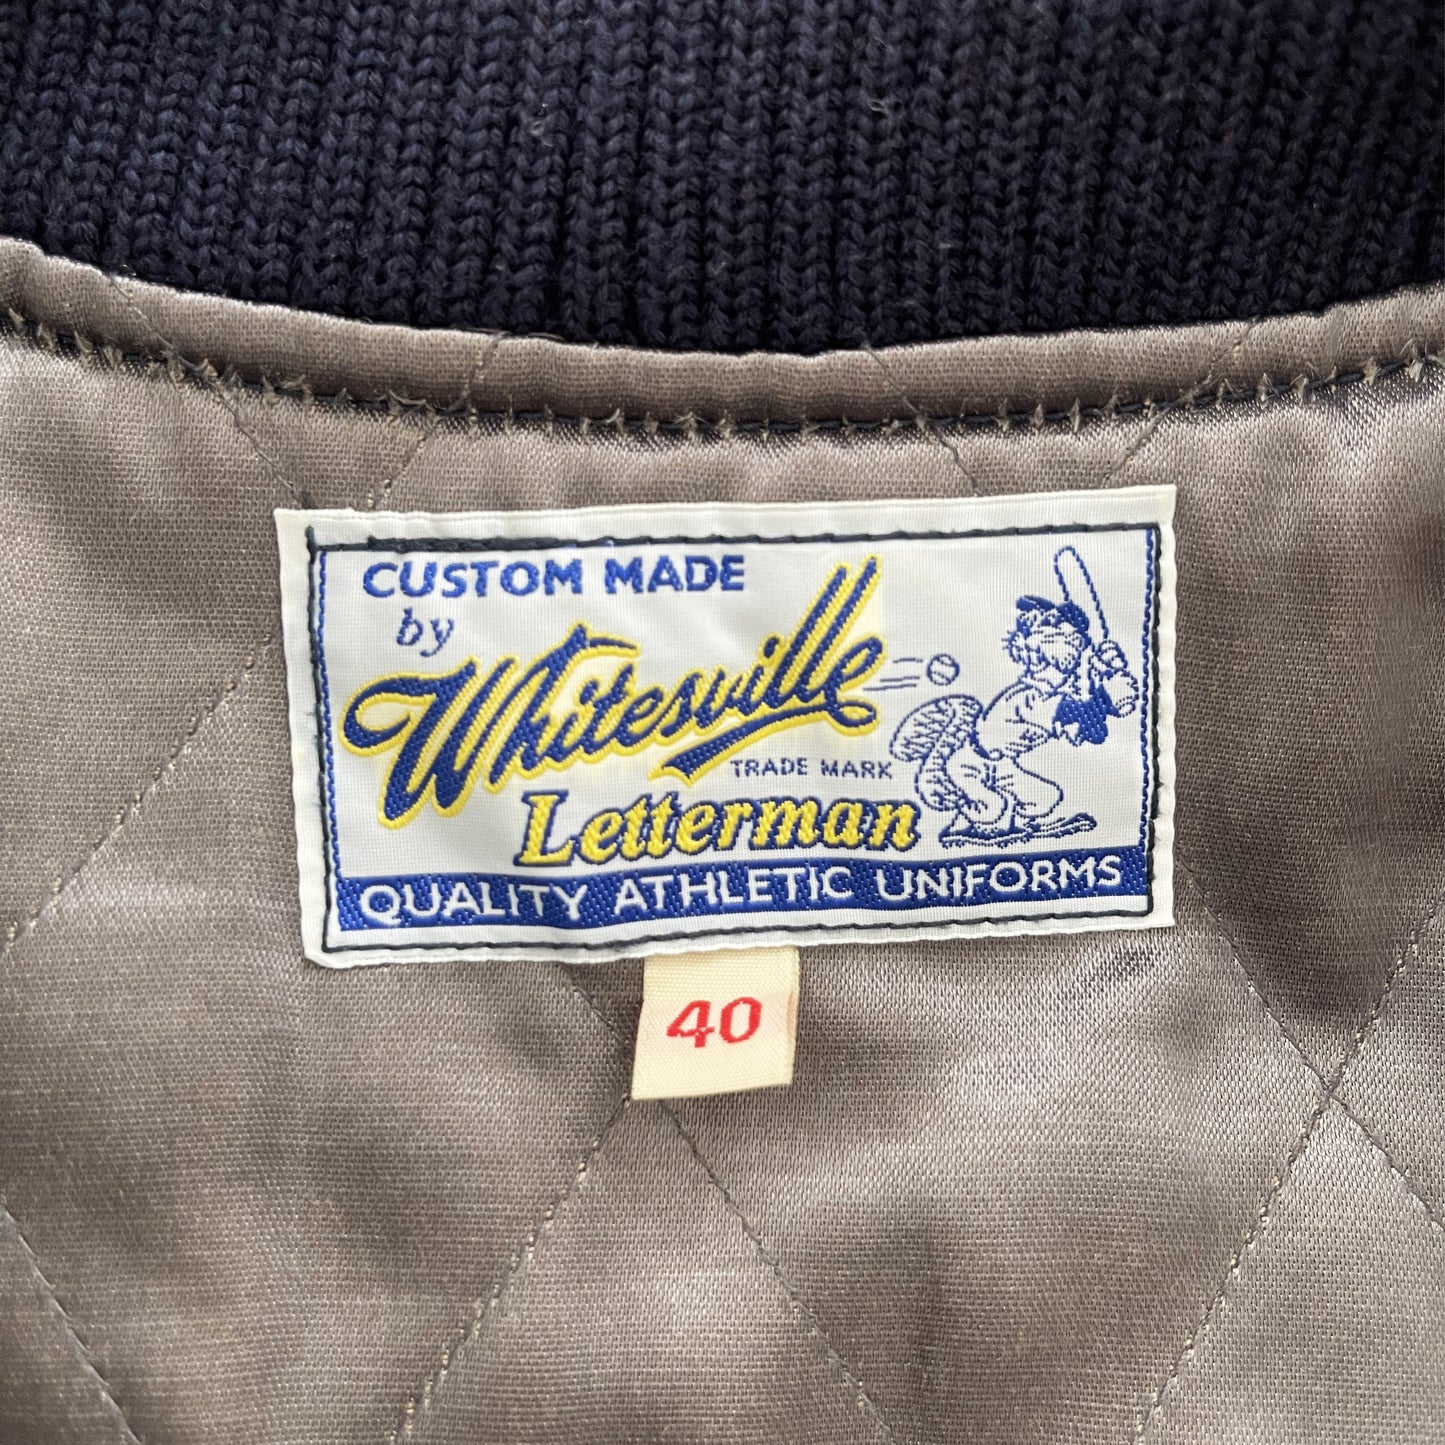 CUSTOM MADE
by
Whitesville
TRADE MARK
Letterman
QUALITY ATHLETIC UNIFORMS
40